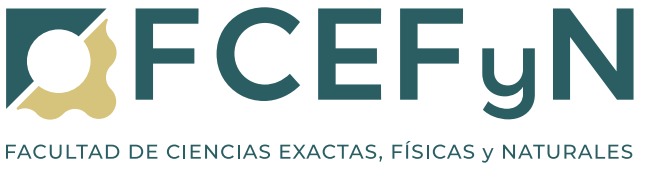 FCEFyN
FACULTAD DE CIENCIAS EXACTAS, FÍSICAS y NATURALES